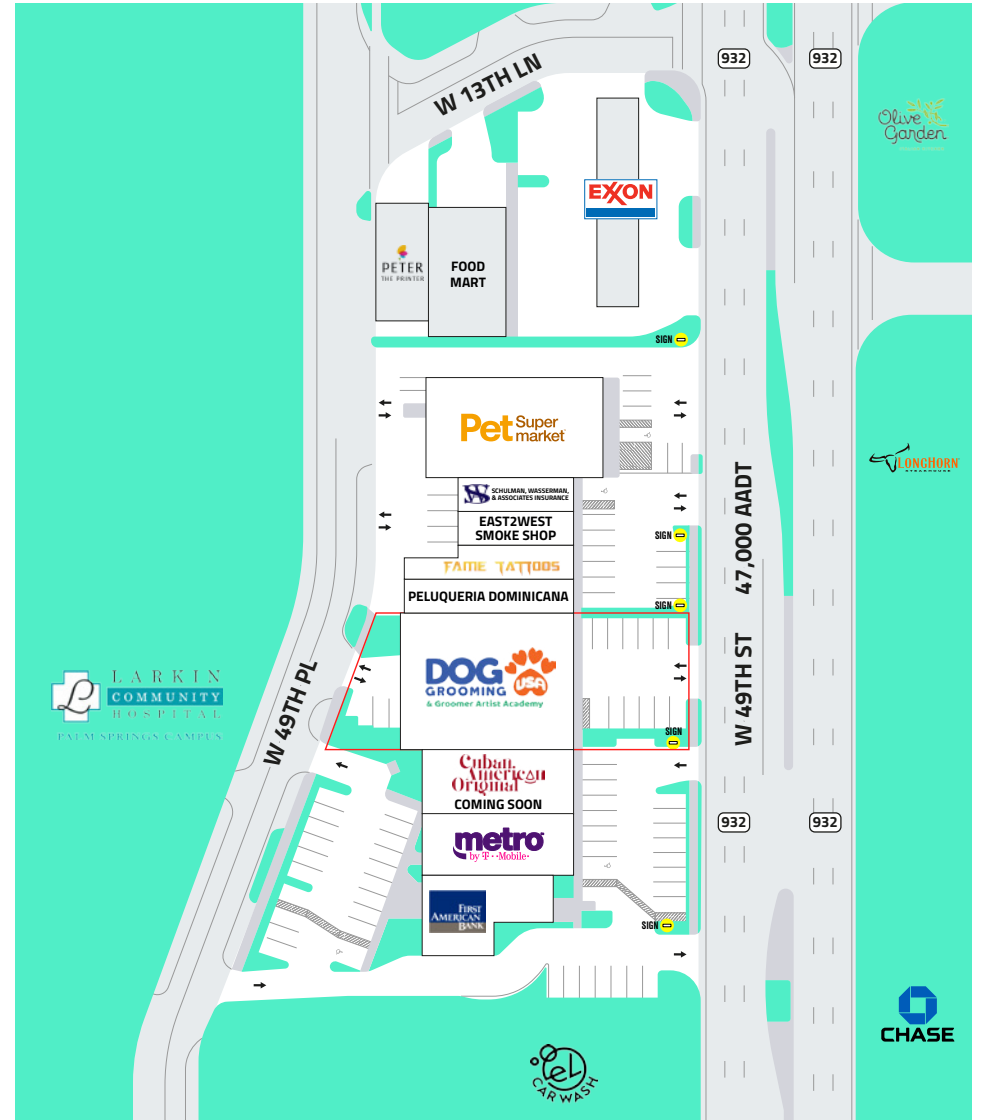 932
932
W 13TH LN
Olive
Garden
EXXON
PETER
THE PRINTER
FOOD
MART
SIGN
Pet Super
market
LONGHORN
STEAKHOUSE
SCHULMAN, WASSERMAN,
& ASSOCIATES INSURANCE
EAST2WEST
SMOKE SHOP
SIGN
FAME TATTOOS
PELUQUERIA DOMINICANA
SIGN
W 49TH ST 47,000 AADT
DOG
GROOMING
USA
& Groomer Artist Academy
LARKIN
COMMUNITY
HOSPITAL
PALM SPRINGS CAMPUS
W 49TH PL
SIGN
Cuban
American
Original
COMING SOON
932
932
metro
by T-Mobile
FIRST
AMERICAN
BANK
SIGN
CHASE
eL
CAR WASH